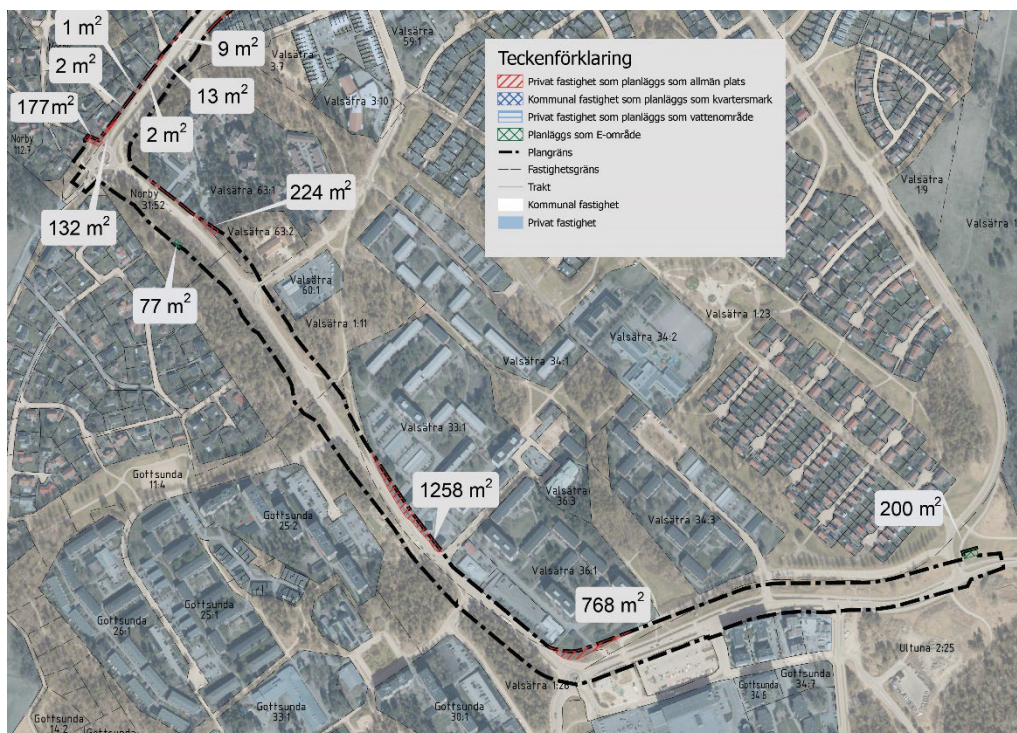 1 m²
2 m²
177 m²
9 m²
13 m²
2 m²
132 m²
224 m²
77 m²
1258 m²
768 m²
200 m²
Teckenförklaring
Privat fastighet som planläggs som allmän plats
Kommunal fastighet som planläggs som kvartersmark
Privat fastighet som planläggs som vattenområde
Planläggs som E-område
Plangräns
Fastighetsgräns
Trakt
Kommunal fastighet
Privat fastighet
Valsätra
59:1
Valsätra
3:7
Valsätra 3:10
Norby
112:7
Norby
31:52
Valsätra 63:1
Valsätra 63:2
Valsätra
60:1
Valsätra 1:11
Valsätra
1:9
Valsätra 1:23
Valsätra 34:2
Valsätra 34:1
Valsätra 33:1
Valsätra
36:3
Valsätra 34:3
Valsätra 36:1
Gottsunda
11:4
Gottsunda
25:2
Gottsunda
26:1
Gottsunda
25:1
Gottsunda
33:1
Gottsunda
30:1
Gottsunda
14:2
Gottsunda
Valsätra 1:26
Gottsunda
34:7
Gottsunda
Ultuna 2:25